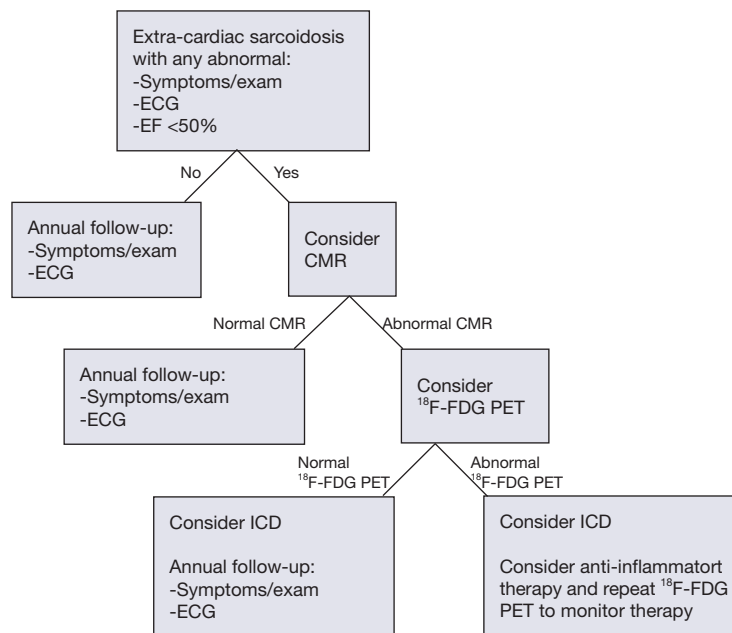 Extra-cardiac sarcoidosis
with any abnormal:
-Symptoms/exam
-ECG
-EF <50%
No
Yes
Annual follow-up:
-Symptoms/exam
-ECG
Consider
CMR
Normal CMR
Abnormal CMR
Annual follow-up:
-Symptoms/exam
-ECG
Consider
¹⁸F-FDG PET
Normal
¹⁸F-FDG PET
Abnormal
¹⁸F-FDG PET
Consider ICD
Annual follow-up:
-Symptoms/exam
-ECG
Consider ICD
Consider anti-inflammatort
therapy and repeat ¹⁸F-FDG
PET to monitor therapy